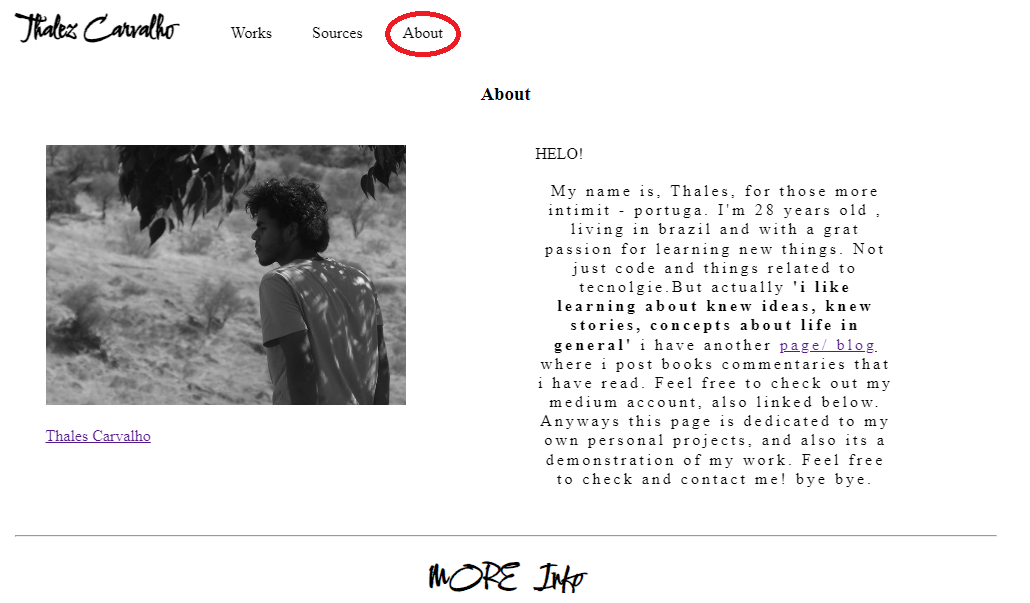 Thalez Carvalho
Works Sources About
About
HELO!
My name is, Thales, for those more
intimit - portuga. I'm 28 years old ,
living in brazil and with a grat
passion for learning new things. Not
just code and things related to
tecnolgie.But actually 'i like
learning about knew ideas, knew
stories, concepts about life in
general' i have another page/ blog
where i post books commentaries that
i have read. Feel free to check out my
medium account, also linked below.
Anyways this page is dedicated to my
own personal projects, and also its a
demonstration of my work. Feel free
to check and contact me! bye bye.
Thales Carvalho
MORE Info